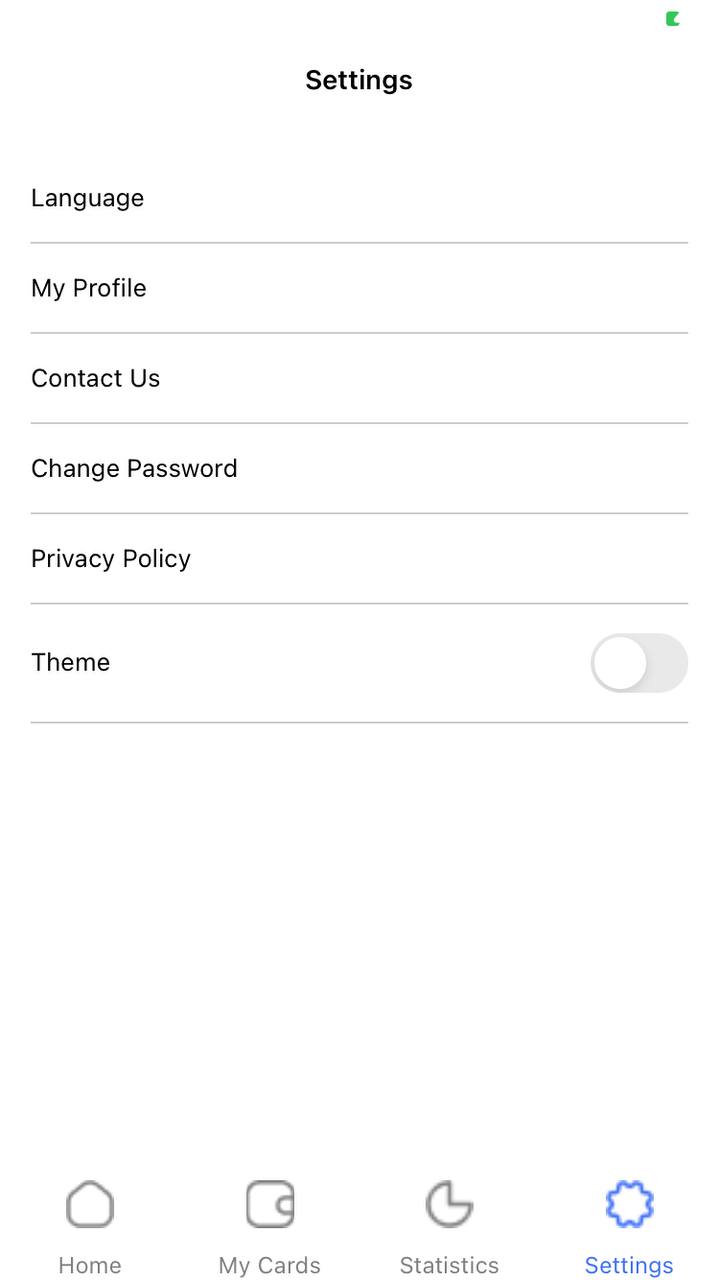 Settings
Language
My Profile
Contact Us
Change Password
Privacy Policy
Theme
Home
My Cards
Statistics
Settings